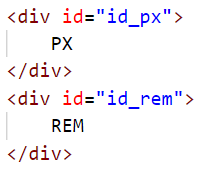 <div id="id_px">
    PX
</div>
<div id="id_rem">
    REM
</div>